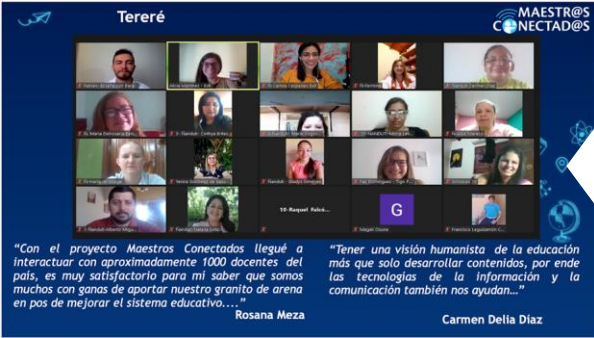 Tereré
MAESTR@S
CONECTAD@S
10-Raquel Falcó...
G
"Con el proyecto Maestros Conectados llegué a
interactuar con aproximadamente 1000 docentes del
país, es muy satisfactorio para mi saber que somos
muchos con ganas de aportar nuestro granito de arena
en pos de mejorar el sistema educativo...."
Rosana Meza
"Tener una visión humanista de la educación
más que solo desarrollar contenidos, por ende
las tecnologías de la información y la
comunicación también nos ayudan..."
Carmen Delia Díaz